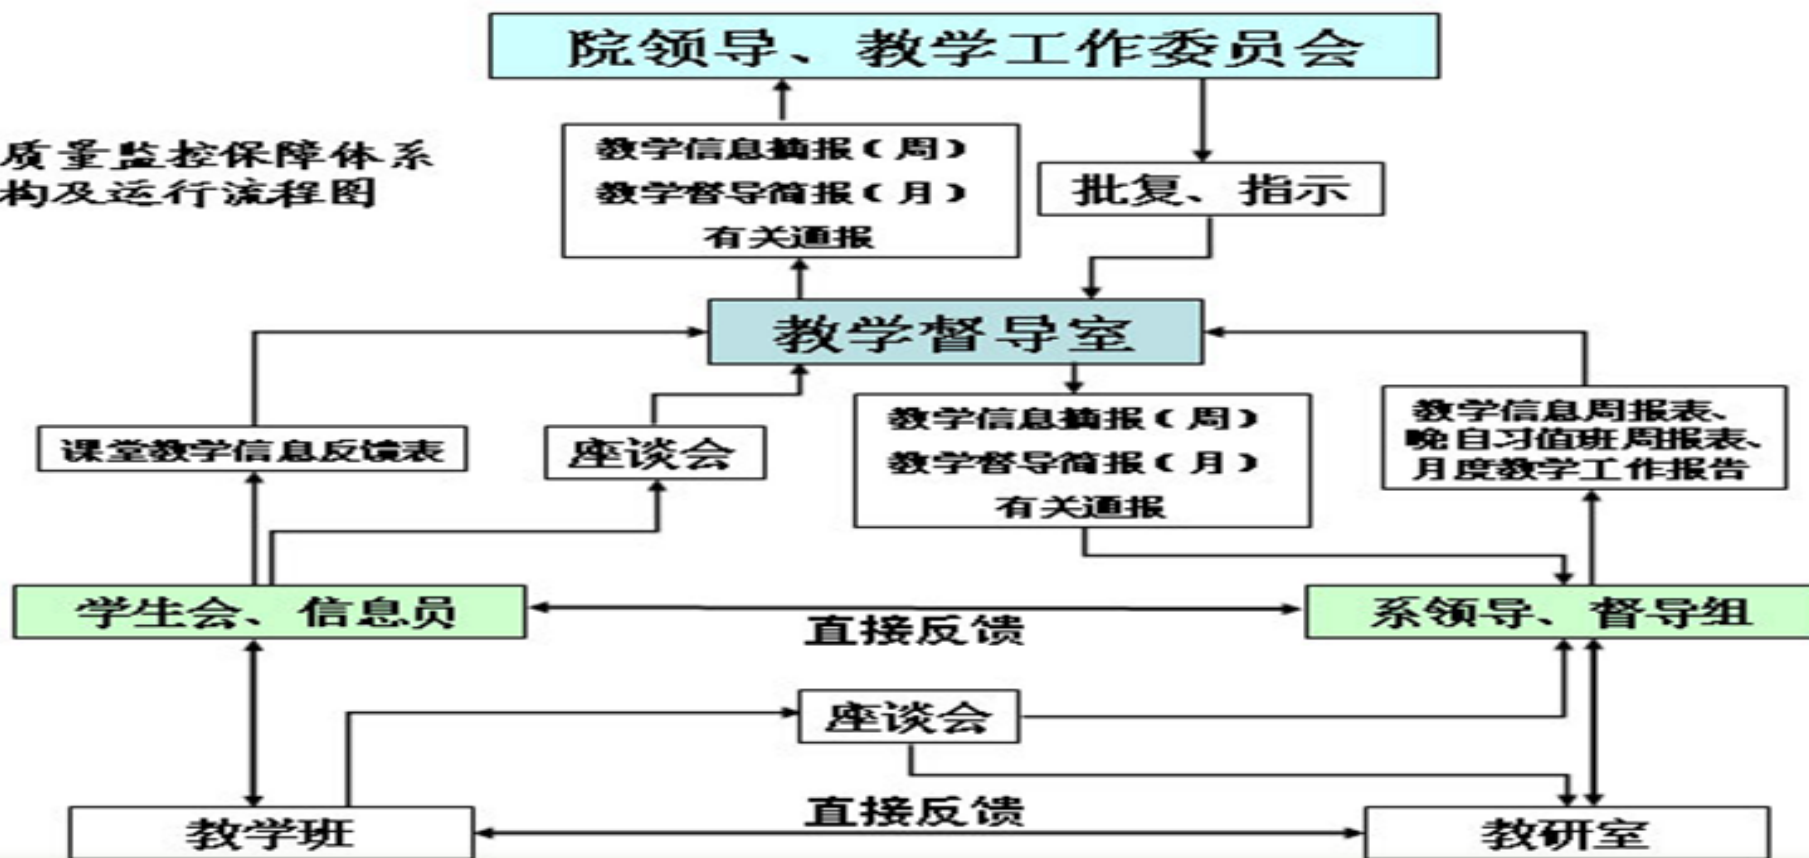 院领导、教学工作委员会
质量监控保障体系
构及运行流程图
教学信息摘报（周）
教学督导简报（月）
有关通报
批复、指示
教学督导室
课堂教学信息反馈表
座谈会
教学信息摘报（周）
教学督导简报（月）
有关通报
教学信息周报表、
晚自习值班周报表、
月度教学工作报告
学生会、信息员
直接反馈
系领导、督导组
座谈会
直接反馈
教学班
教研室